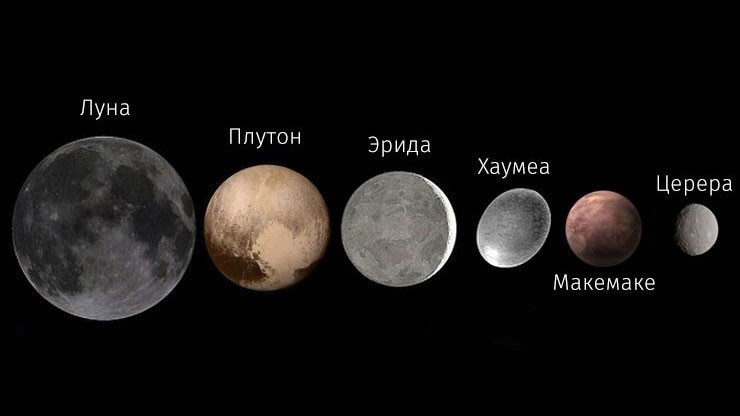 Луна
Плутон
Эрида
Хаумеа
Макемаке
Церера